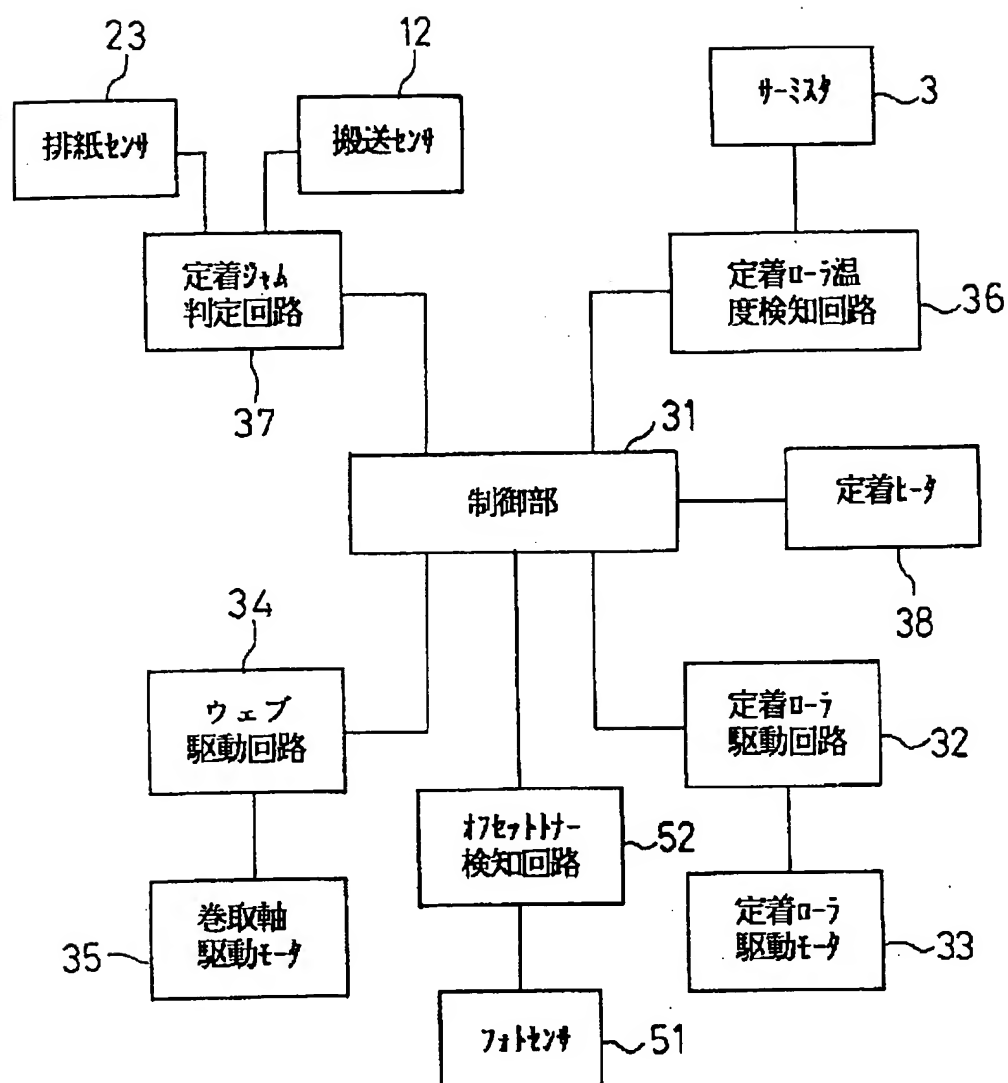 23
12
排紙センサ
搬送センサ
サーミスタ
3
定着ジャム
判定回路
37
定着ローラ温
度検知回路
36
31
制御部
定着ヒータ
38
34
ウェブ
駆動回路
定着ローラ
駆動回路
32
オフセットトナー
検知回路
52
巻取軸
駆動モータ
35
定着ローラ
駆動モータ
33
フォトセンサ
51